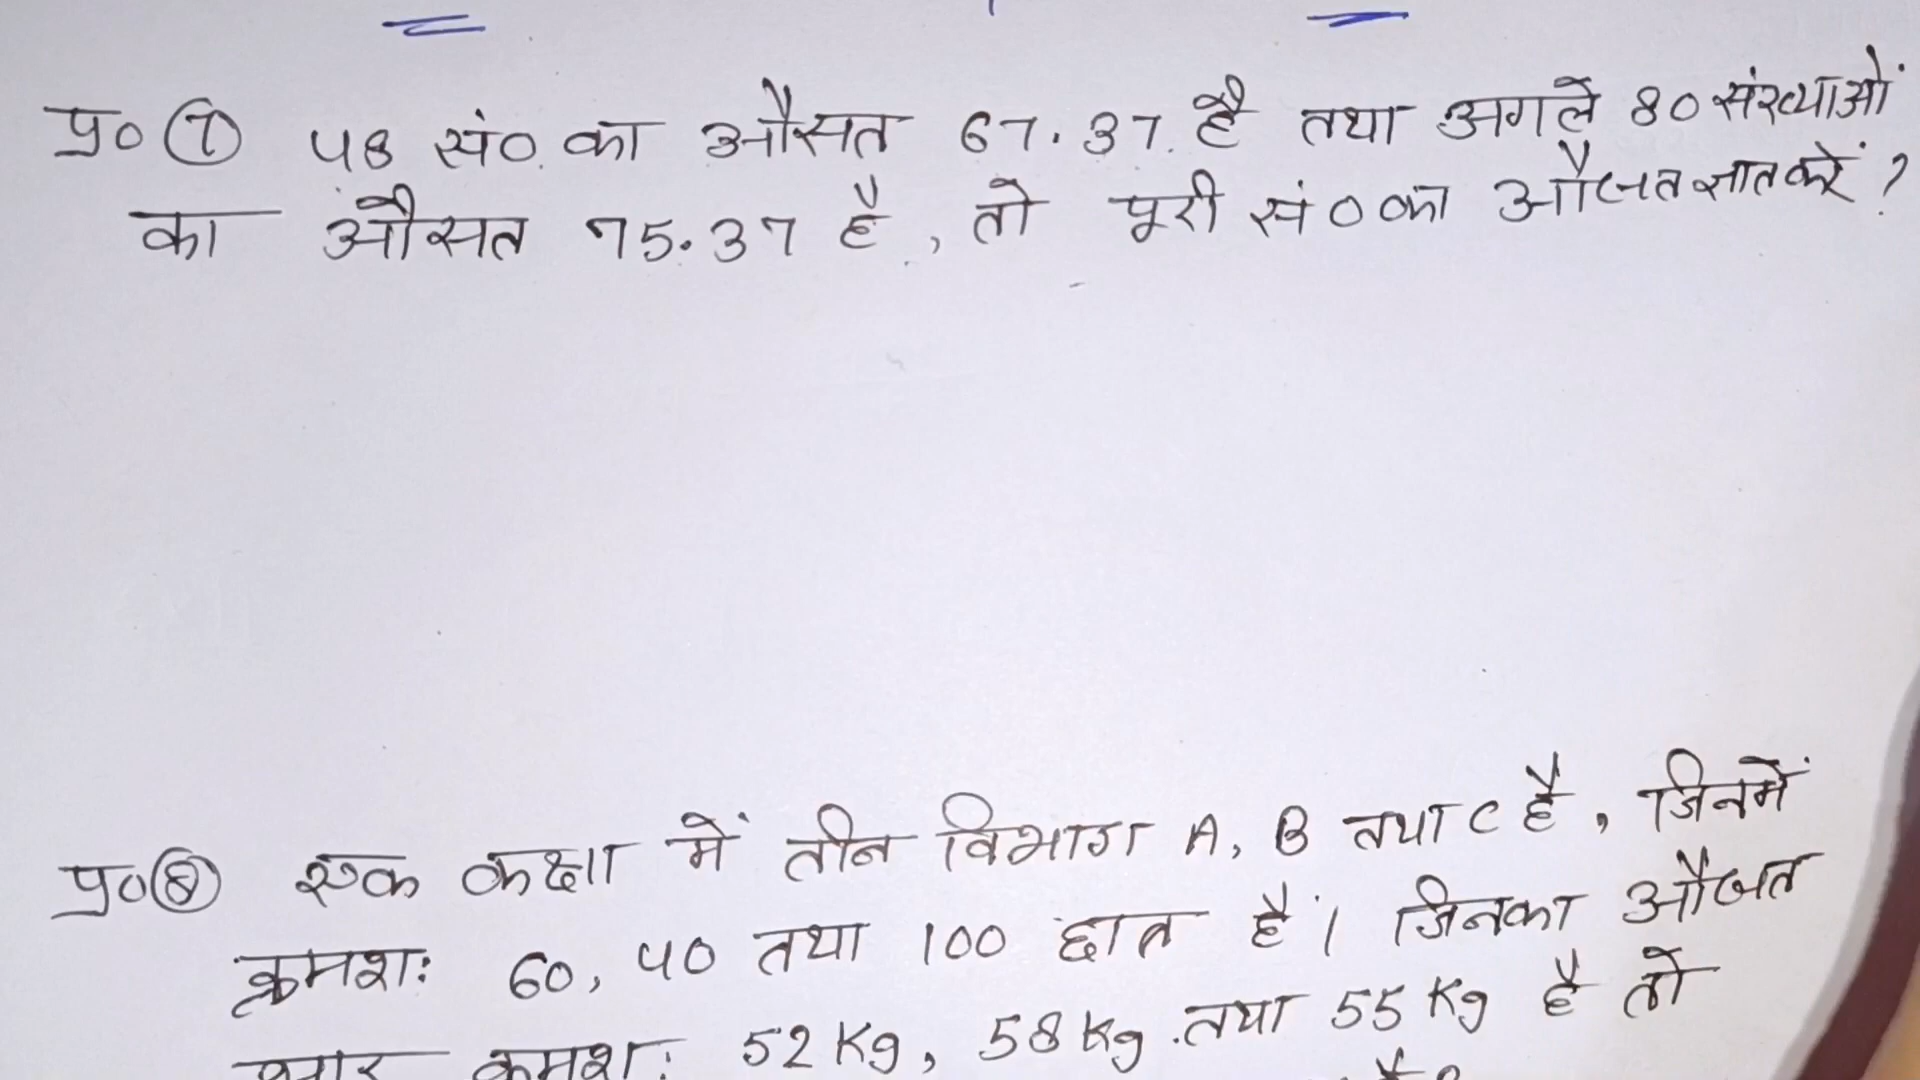 प्र० ⑦ 48 सं०. का औसत 67.37. है तथा अगले 80 संख्याओं
का औसत 75.37 है, तो पूरी सं० का औसत ज्ञात करें ?
प्र० ⑧ एक कक्षा में तीन विभाग A, B तथा C है, जिनमें
क्रमशः 60, 40 तथा 100 छात्र हैं। जिनका औसत
भार क्रमशः 52 Kg, 58 Kg. तथा 55 Kg है तो